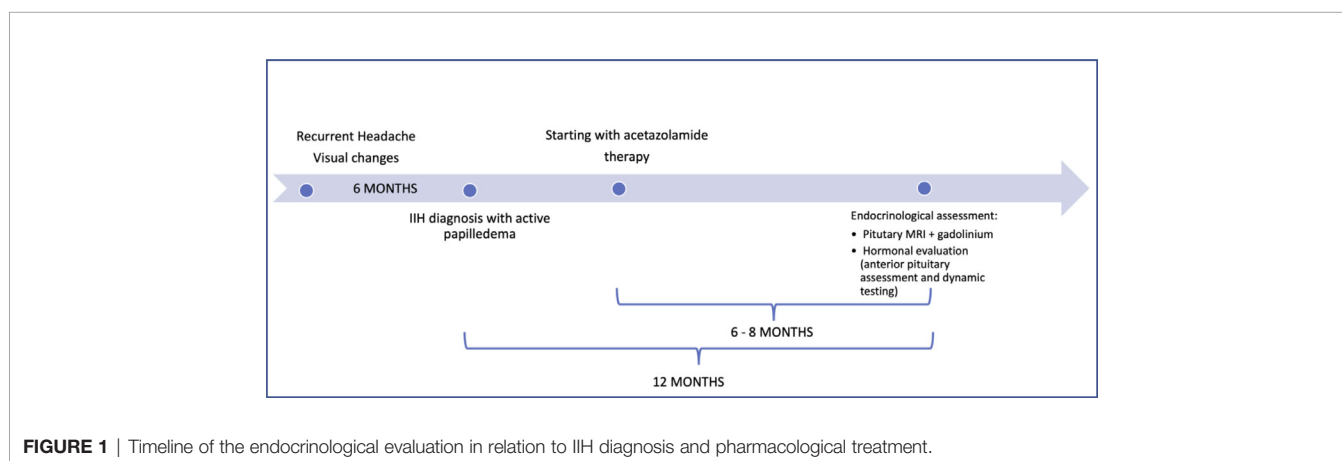 Recurrent Headache
Visual changes
Starting with acetazolamide
therapy
6 MONTHS
IIH diagnosis with active
papilledema
Endocrinological assessment:
• Pitutary MRI + gadolinium
• Hormonal evaluation
(anterior pituitary
assessment and dynamic
testing)
6 - 8 MONTHS
12 MONTHS
FIGURE 1 | Timeline of the endocrinological evaluation in relation to IIH diagnosis and pharmacological treatment.